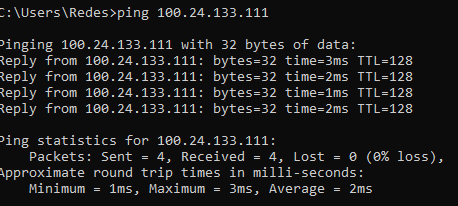 C:\Users\Redes>ping 100.24.133.111
Pinging 100.24.133.111 with 32 bytes of data:
Reply from 100.24.133.111: bytes=32 time=3ms TTL=128
Reply from 100.24.133.111: bytes=32 time=2ms TTL=128
Reply from 100.24.133.111: bytes=32 time=1ms TTL=128
Reply from 100.24.133.111: bytes=32 time=2ms TTL=128
Ping statistics for 100.24.133.111:
Packets: Sent = 4, Received = 4, Lost = 0 (0% loss),
Approximate round trip times in milli-seconds:
Minimum = 1ms, Maximum = 3ms, Average = 2ms